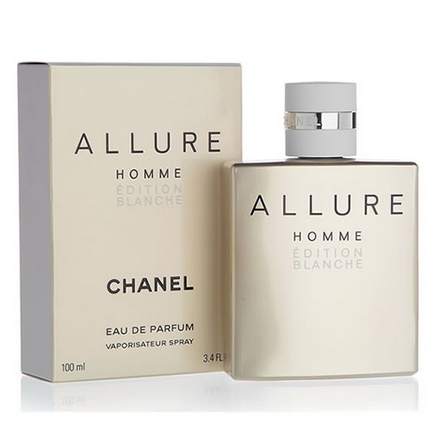 ALLURE
HOMME
ÉDITION
BLANCHE
CHANEL
EAU DE PARFUM
VAPORISATEUR SPRAY
100 ml
3.4 FL
ALLURE
HOMME
ÉDITION
BLANCHE